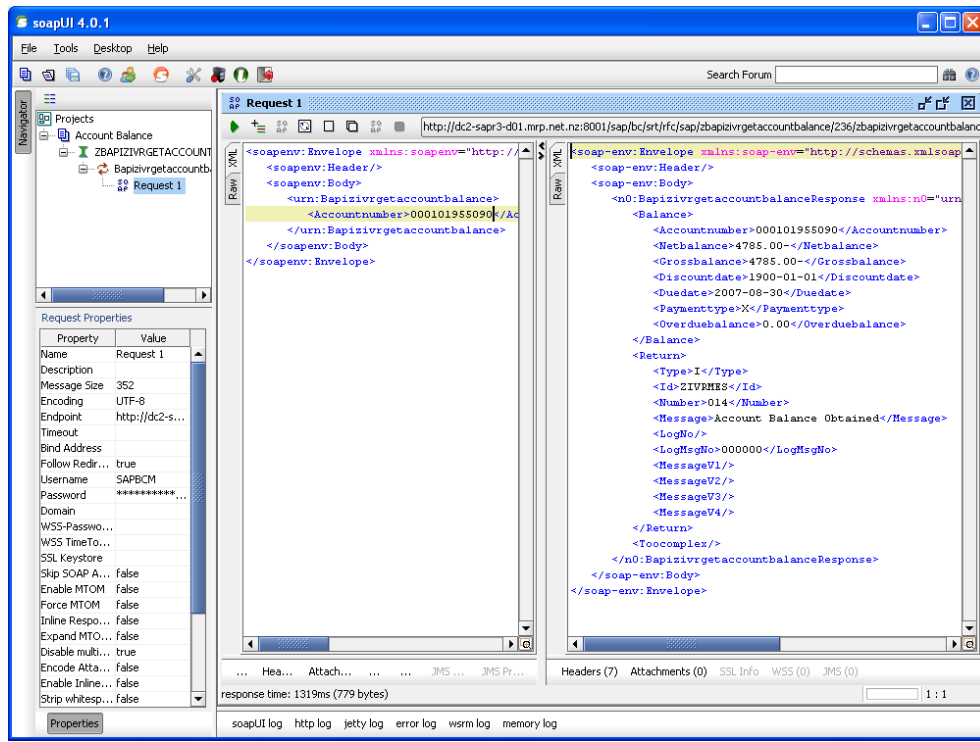 soapUI 4.0.1
File Tools Desktop Help
Search Forum
Navigator
Projects
Account Balance
ZBAPIZIVRGETACCOUNT
Bapizivrgetaccountb
Request 1
Request Properties
Property Value
Name Request 1
Description
Message Size 352
Encoding UTF-8
Endpoint http://dc2-s...
Timeout
Bind Address
Follow Redir... true
Username SAPBCM
Password **********...
Domain
WSS-Passwo...
WSS TimeTo...
SSL Keystore
Skip SOAP A... false
Enable MTOM false
Force MTOM false
Inline Respo... false
Expand MTO... false
Disable multi... true
Encode Atta... false
Enable Inline... false
Strip whitesp... false
Properties
Request 1
http://dc2-sapr3-d01.mrp.net.nz:8001/sap/bc/srt/rfc/sap/zbapizivrgetaccountbalance/236/zbapizivrgetaccountbalanc
XML
Raw
<soapenv:Envelope xmlns:soapenv="http://
<soapenv:Header/>
<soapenv:Body>
<urn:Bapizivrgetaccountbalance>
<Accountnumber>000101955090</Ac
</urn:Bapizivrgetaccountbalance>
</soapenv:Body>
</soapenv:Envelope>
... Hea... Attach... ... ... JMS ... JMS Pr...
XML
Raw
<soap-env:Envelope xmlns:soap-env="http://schemas.xmlsoap
<soap-env:Header/>
<soap-env:Body>
<n0:BapizivrgetaccountbalanceResponse xmlns:n0="urn
<Balance>
<Accountnumber>000101955090</Accountnumber>
<Netbalance>4785.00-</Netbalance>
<Grossbalance>4785.00-</Grossbalance>
<Discountdate>1900-01-01</Discountdate>
<Duedate>2007-08-30</Duedate>
<Paymenttype>X</Paymenttype>
<Overduebalance>0.00</Overduebalance>
</Balance>
<Return>
<Type>I</Type>
<Id>ZIVRMES</Id>
<Number>014</Number>
<Message>Account Balance Obtained</Message>
<LogNo/>
<LogMsgNo>000000</LogMsgNo>
<MessageV1/>
<MessageV2/>
<MessageV3/>
<MessageV4/>
</Return>
<Toocomplex/>
</n0:BapizivrgetaccountbalanceResponse>
</soap-env:Body>
</soap-env:Envelope>
Headers (7) Attachments (0) SSL Info WSS (0) JMS (0)
response time: 1319ms (779 bytes)
1 : 1
soapUI log http log jetty log error log wsrm log memory log